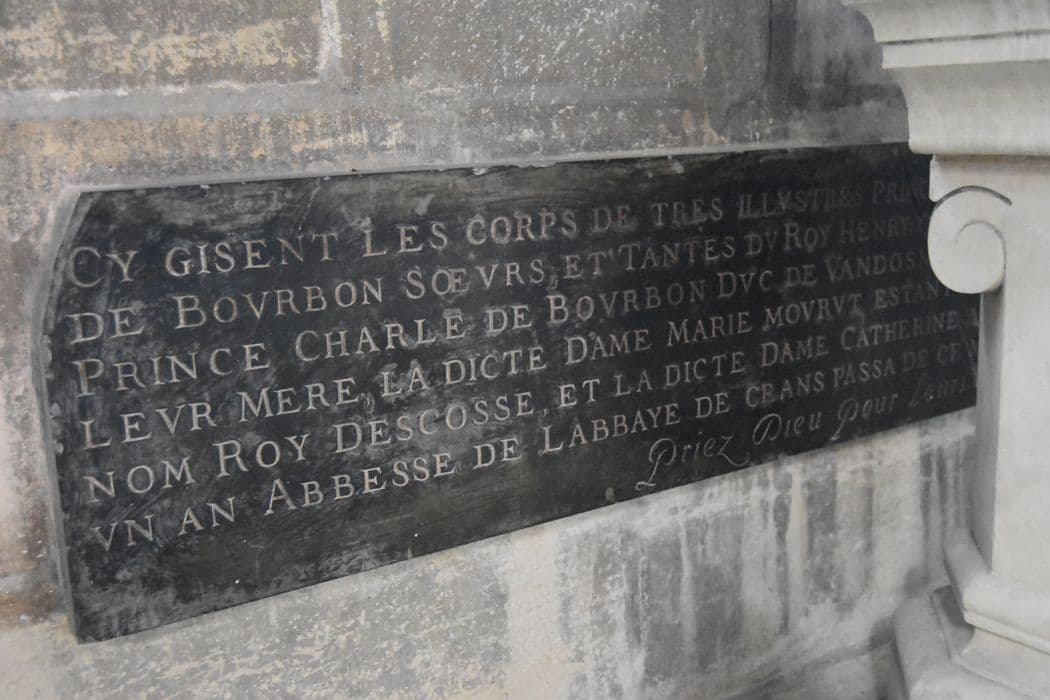 CY GISENT LES CORPS DE TRES ILLVSTRES
DE BOVRBON SŒVRS, ET TANTES DV ROY HENRY
PRINCE CHARLE DE BOVRBON DVC DE VANDOS
LEVR MERE, LA DICTE DAME MARIE MOVRVT ESTANT
NOM ROY DESCOSSE, ET LA DICTE DAME CATHERINE
VN AN ABBESSE DE LABBAYE DE CRANS PASSA DE CE
Priez Dieu Pour Leurs